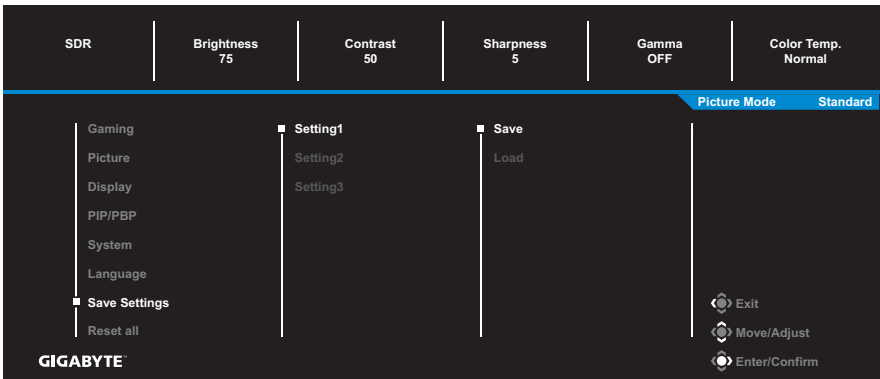 SDR
Brightness
75
Contrast
50
Sharpness
5
Gamma
OFF
Color Temp.
Normal
Picture Mode Standard
Gaming
Picture
Display
PIP/PBP
System
Language
Save Settings
Reset all
Setting1
Setting2
Setting3
Save
Load
Exit
Move/Adjust
Enter/Confirm
GIGABYTE™